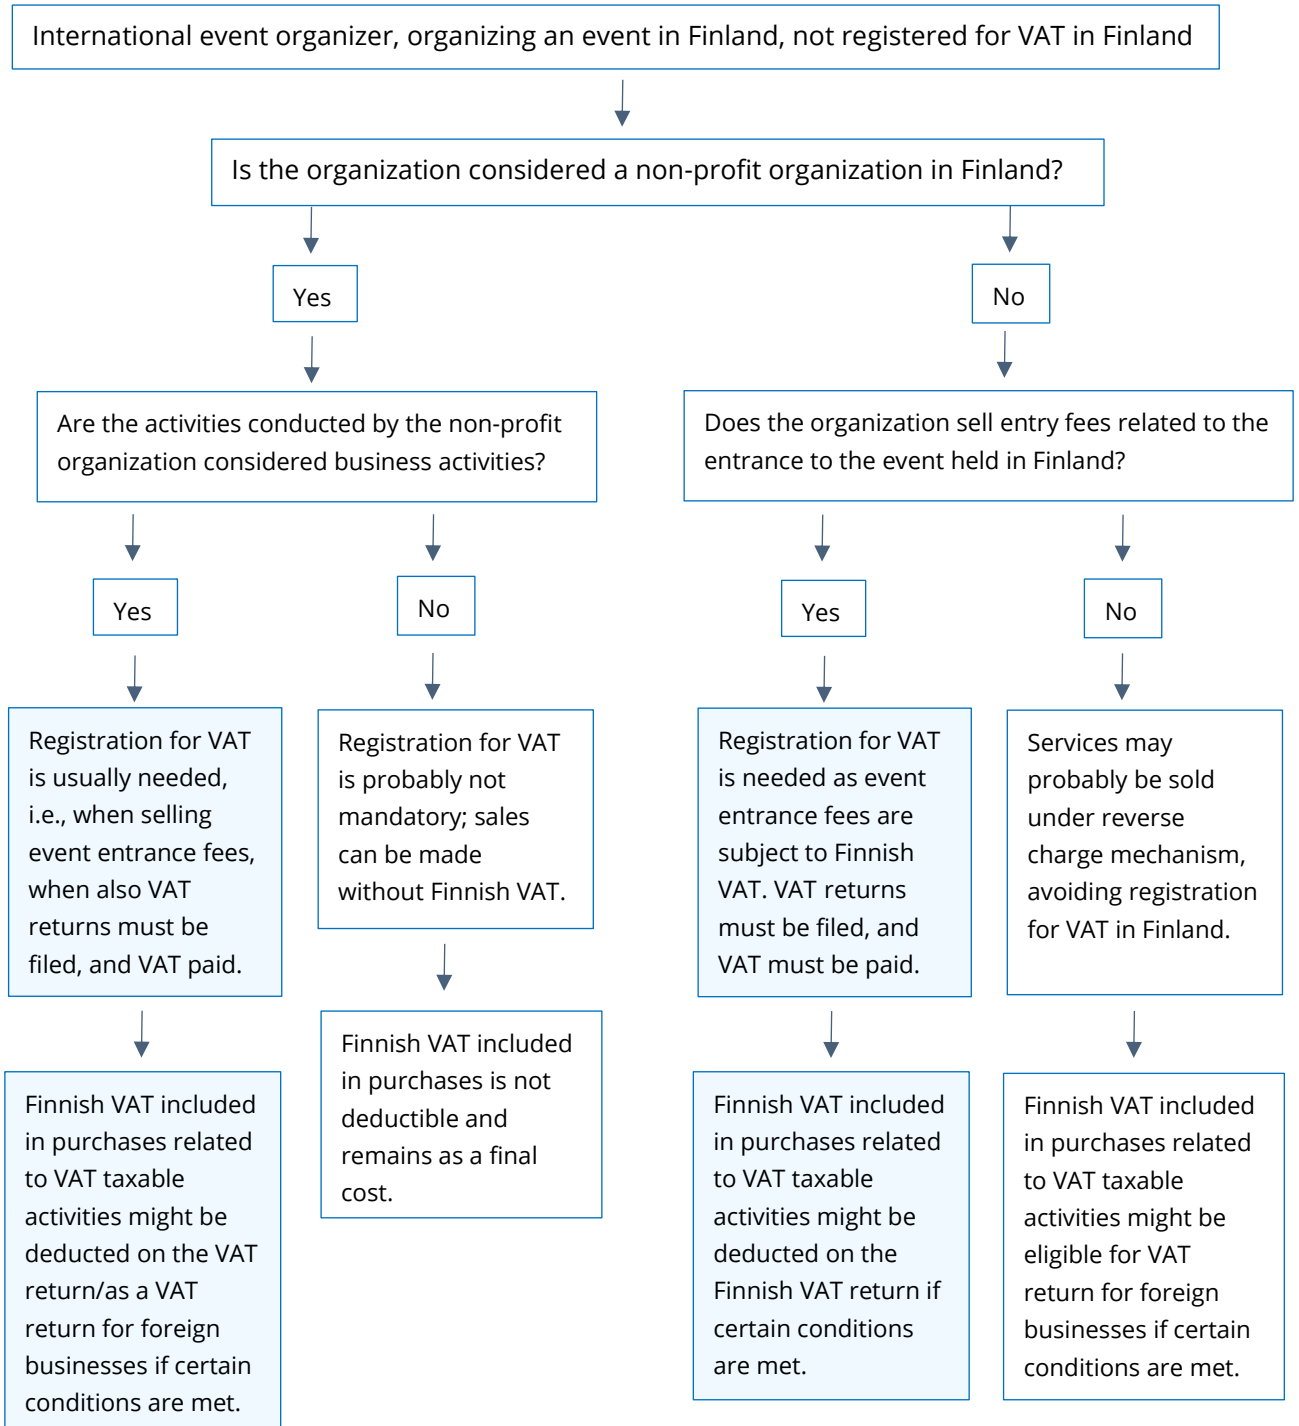 International event organizer, organizing an event in Finland, not registered for VAT in Finland
Is the organization considered a non-profit organization in Finland?
Yes
No
Are the activities conducted by the non-profit
organization considered business activities?
Does the organization sell entry fees related to the
entrance to the event held in Finland?
Yes
No
Yes
No
Registration for VAT
is usually needed,
i.e., when selling
event entrance fees,
when also VAT
returns must be
filed, and VAT paid.
Registration for VAT
is probably not
mandatory; sales
can be made
without Finnish VAT.
Registration for VAT
is needed as event
entrance fees are
subject to Finnish
VAT. VAT returns
must be filed, and
VAT must be paid.
Services may
probably be sold
under reverse
charge mechanism,
avoiding registration
for VAT in Finland.
Finnish VAT included
in purchases related
to VAT taxable
activities might be
deducted on the VAT
return/as a VAT
return for foreign
businesses if certain
conditions are met.
Finnish VAT included
in purchases is not
deductible and
remains as a final
cost.
Finnish VAT included
in purchases related
to VAT taxable
activities might be
deducted on the
Finnish VAT return if
certain conditions
are met.
Finnish VAT included
in purchases related
to VAT taxable
activities might be
eligible for VAT
return for foreign
businesses if certain
conditions are met.